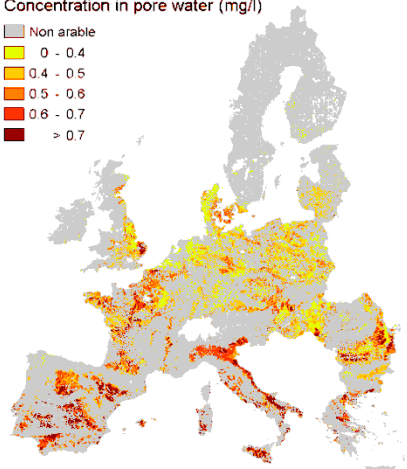 Concentration in pore water (mg/l)
Non arable
0 - 0.4
0.4 - 0.5
0.5 - 0.6
0.6 - 0.7
> 0.7